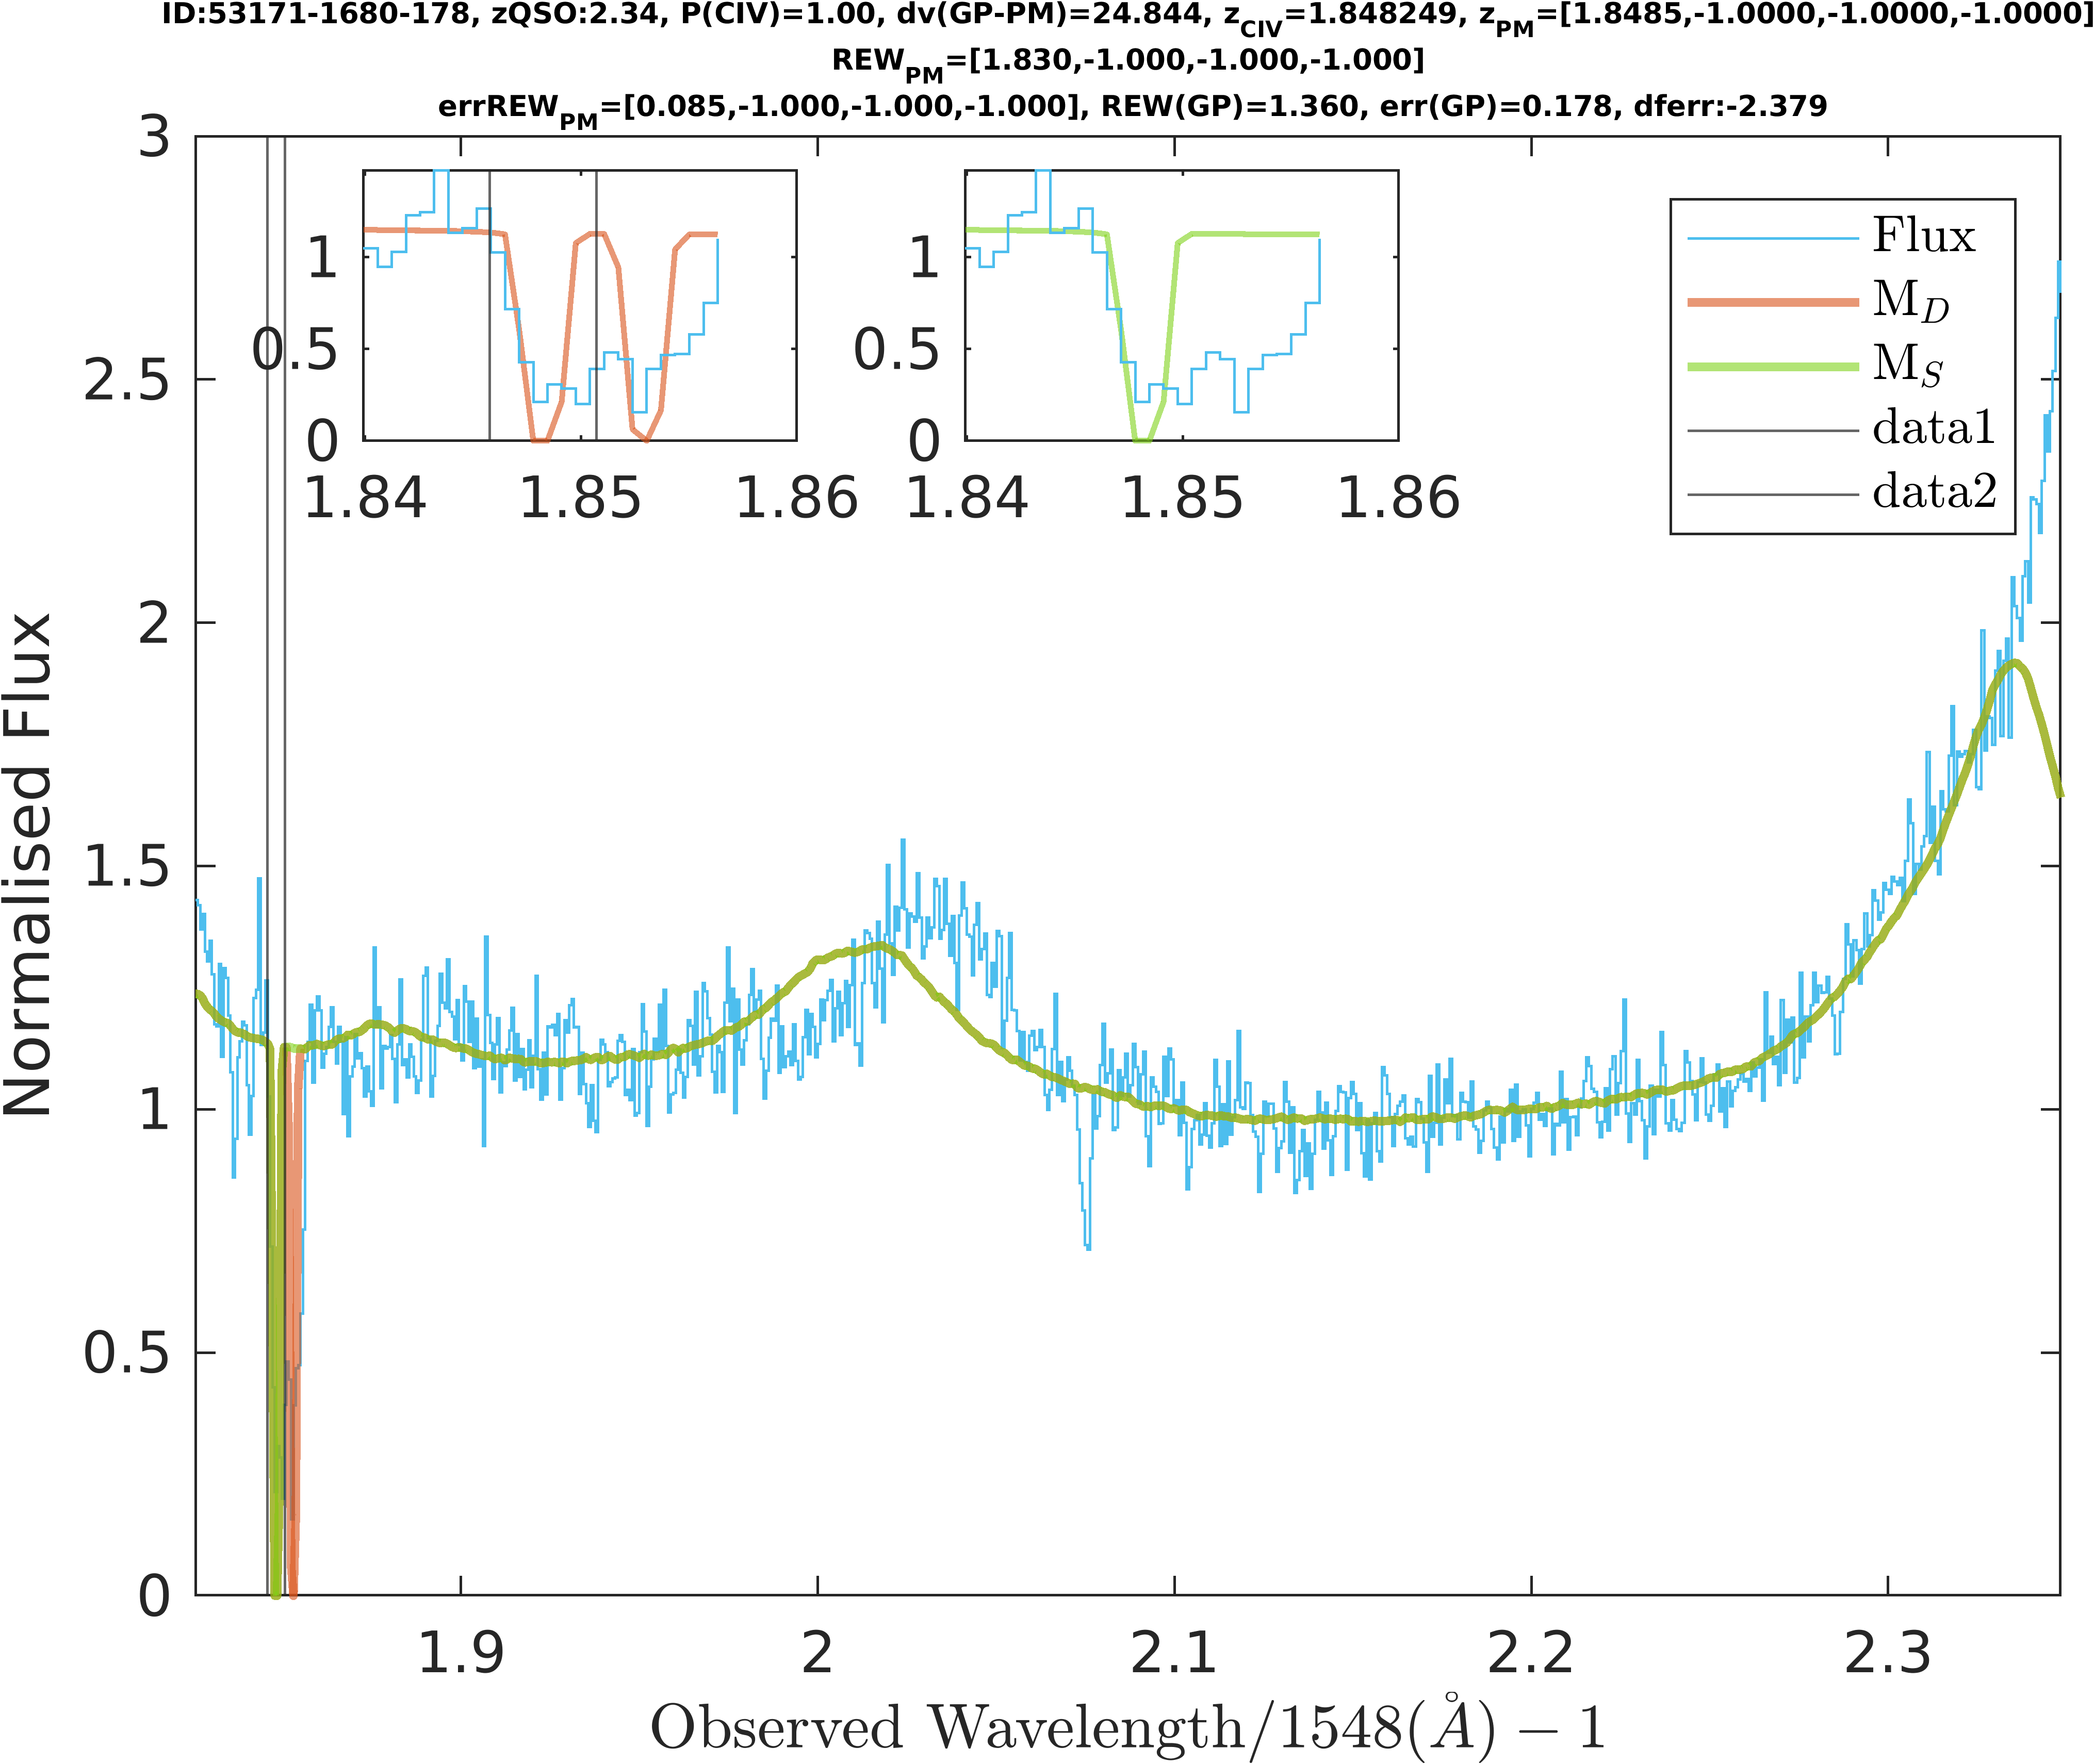 ID:53171-1680-178, zQSO:2.34, P(CIV)=1.00, dv(GP-PM)=24.844, zCIV=1.848249, zPM=[1.8485,-1.0000,-1.0000,-1.0000]
REWPM=[1.830,-1.000,-1.000,-1.000]
errREWPM=[0.085,-1.000,-1.000,-1.000], REW(GP)=1.360, err(GP)=0.178, dferr:-2.379
3
2.5
2
1.5
1
0.5
0
Normalised Flux
1
0.5
0
1.84 1.85 1.86
1
0.5
0
1.84 1.85 1.86
Flux
MD
MS
data1
data2
1.9 2 2.1 2.2 2.3
Observed Wavelength/1548(Å) − 1